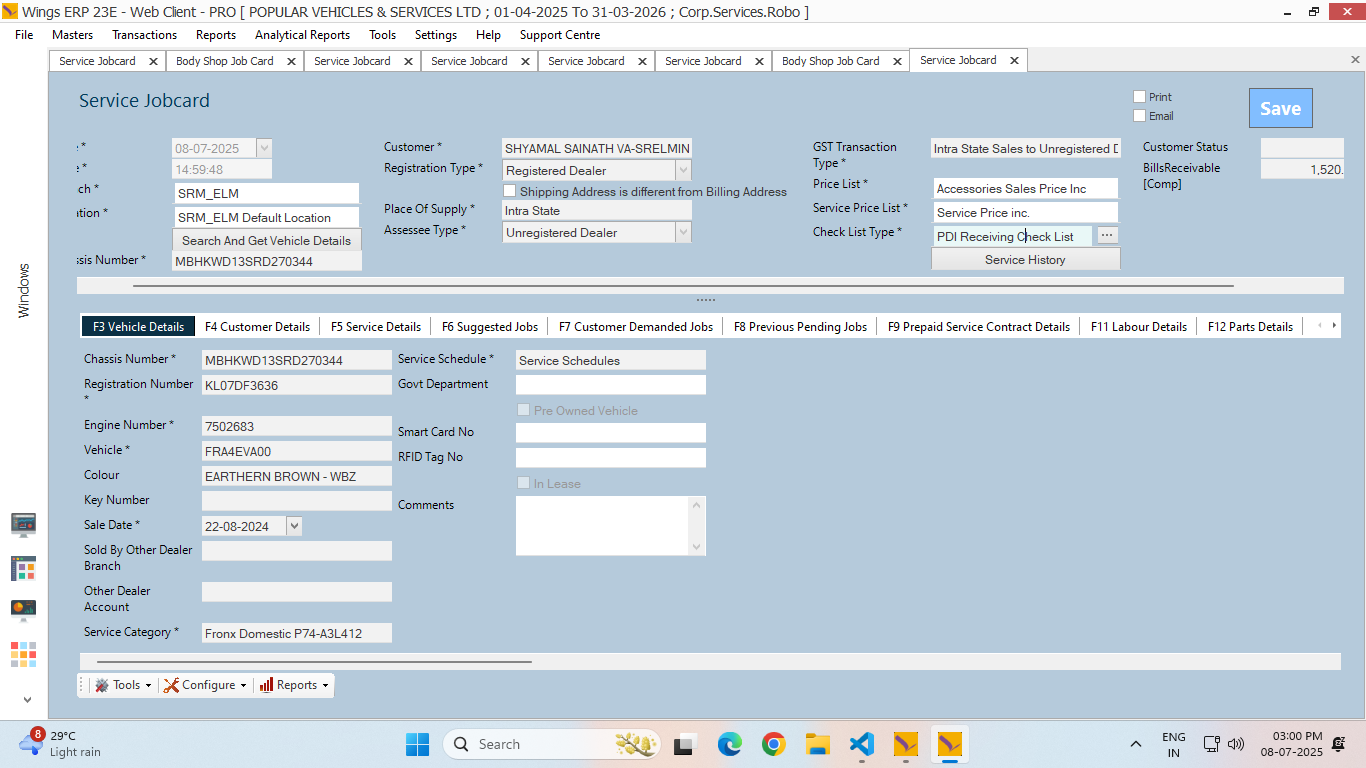 Wings ERP 23E - Web Client - PRO [ POPULAR VEHICLES & SERVICES LTD ; 01-04-2025 To 31-03-2026 ; Corp.Services.Robo ]
File Masters Transactions Reports Analytical Reports Tools Settings Help Support Centre
Service Jobcard Body Shop Job Card Service Jobcard Service Jobcard Service Jobcard Service Jobcard Body Shop Job Card Service Jobcard
Service Jobcard
Print
Email
Save
Windows
* 08-07-2025
e * 14:59:48
ch * SRM_ELM
ation * SRM_ELM Default Location
Search And Get Vehicle Details
ssis Number * MBHKWD13SRD270344
Customer * SHYAMAL SAINATH VA-SRELMIN
Registration Type * Registered Dealer
Shipping Address is different from Billing Address
Place Of Supply * Intra State
Assessee Type * Unregistered Dealer
GST Transaction Type * Intra State Sales to Unregistered D
Price List * Accessories Sales Price Inc
Service Price List * Service Price inc.
Check List Type * PDI Receiving Check List ...
Service History
Customer Status
BillsReceivable [Comp] 1,520.
F3 Vehicle Details F4 Customer Details F5 Service Details F6 Suggested Jobs F7 Customer Demanded Jobs F8 Previous Pending Jobs F9 Prepaid Service Contract Details F11 Labour Details F12 Parts Details
Chassis Number * MBHKWD13SRD270344
Registration Number * KL07DF3636
Engine Number * 7502683
Vehicle * FRA4EVA00
Colour EARTHERN BROWN - WBZ
Key Number
Sale Date * 22-08-2024
Sold By Other Dealer Branch
Other Dealer Account
Service Category * Fronx Domestic P74-A3L412
Service Schedule * Service Schedules
Govt Department
Pre Owned Vehicle
Smart Card No
RFID Tag No
In Lease
Comments
Tools Configure Reports
8
29°C
Light rain
Search
ENG
IN
03:00 PM
08-07-2025